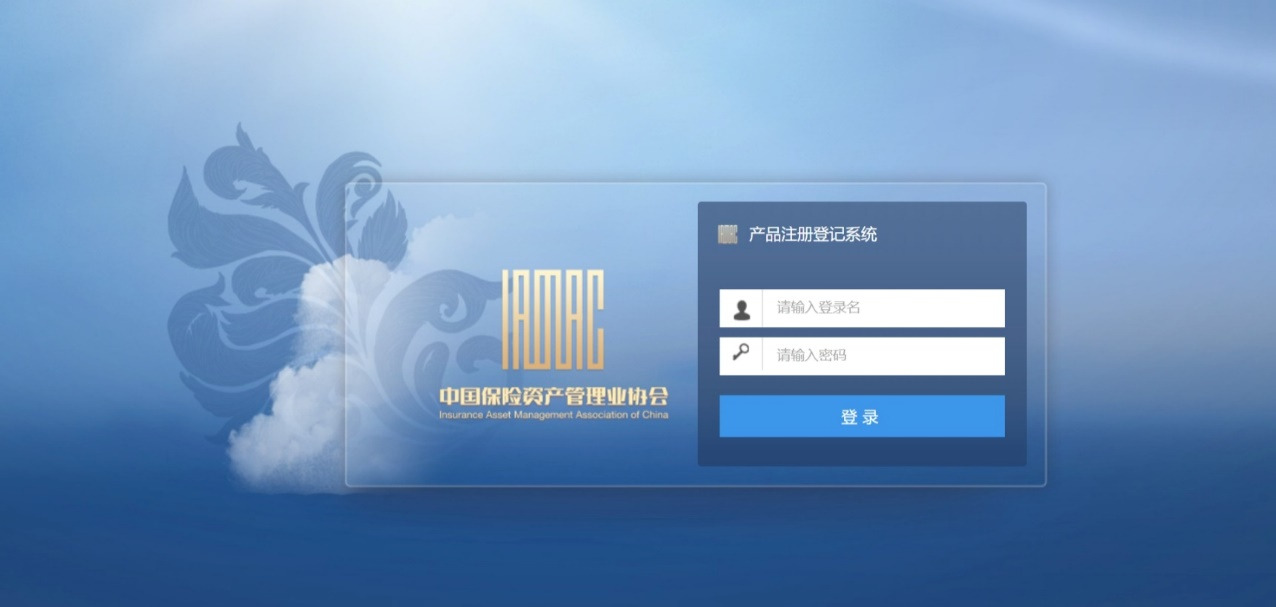 IAMAC
中国保险资产管理业协会
Insurance Asset Management Association of China
产品注册登记系统
请输入登录名
请输入密码
登 录